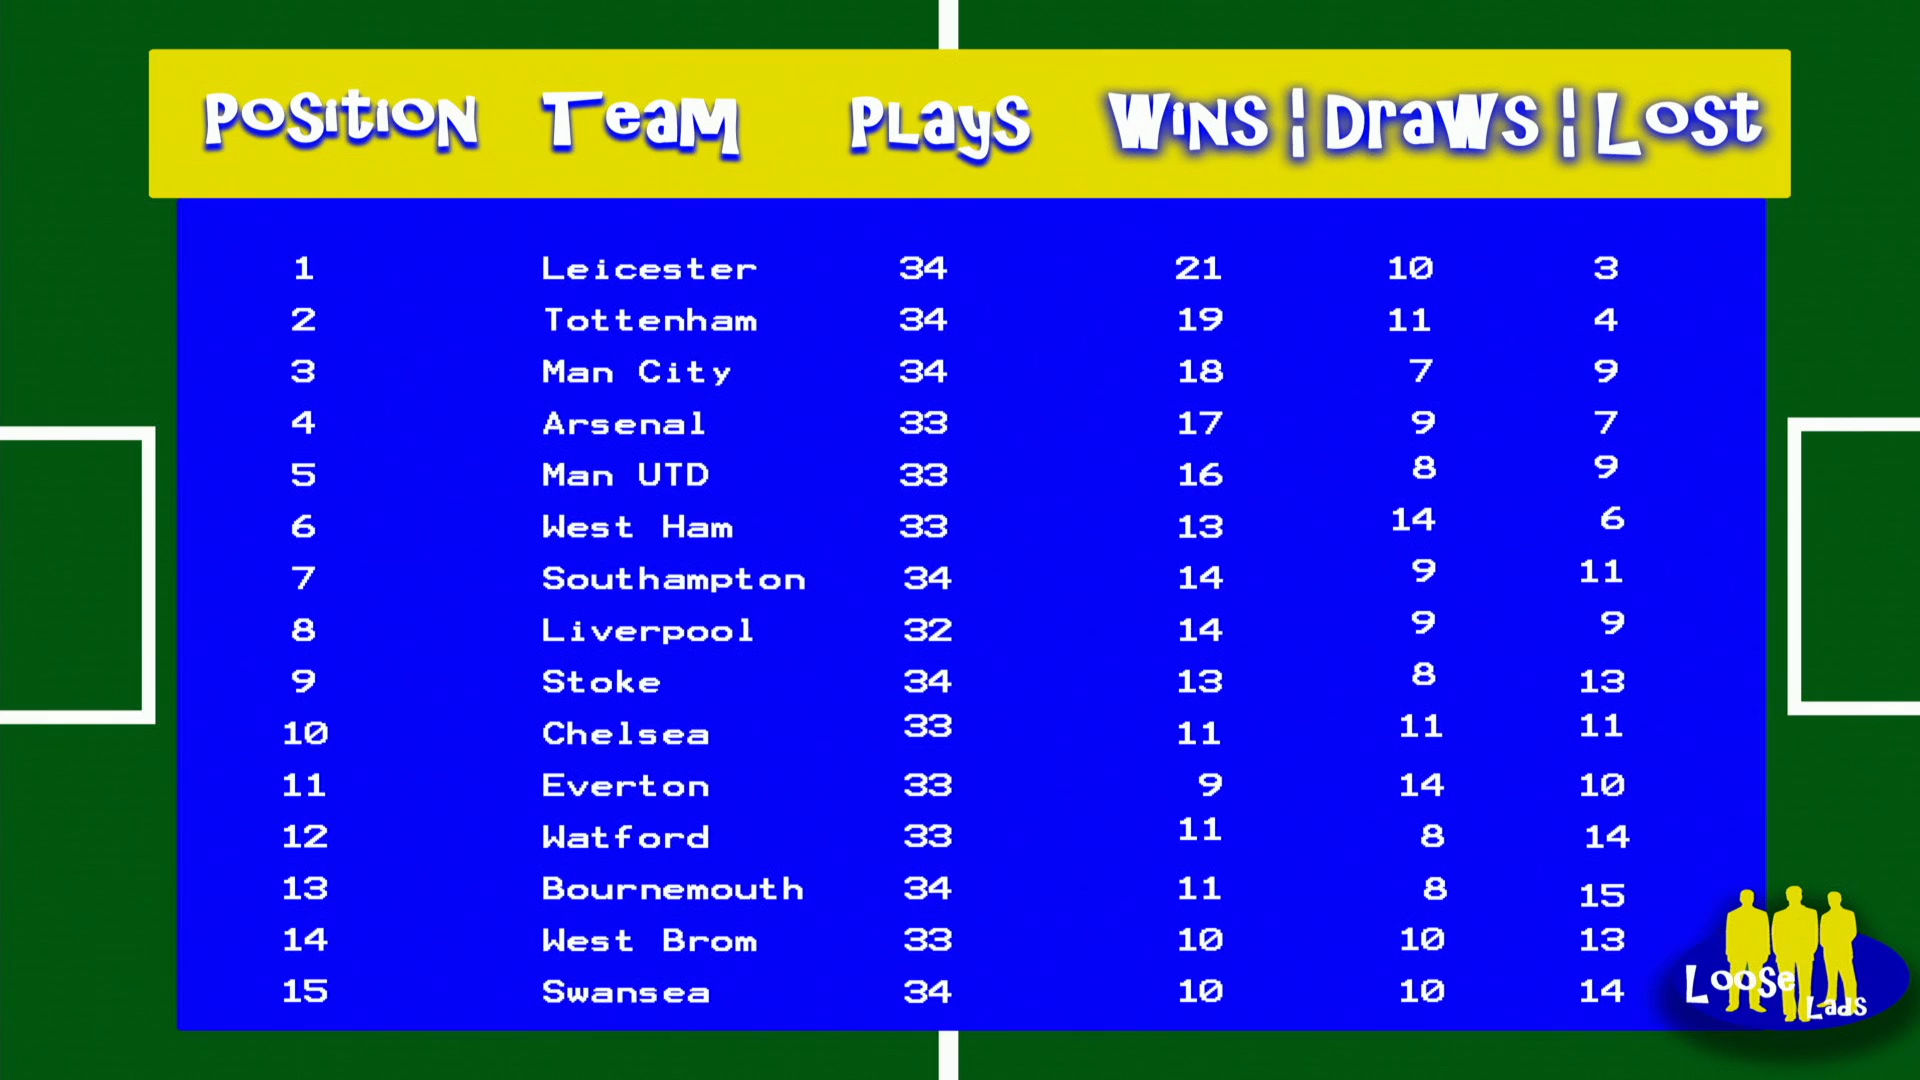 Position Team Plays Wins | Draws | Lost
1 Leicester 34 21 10 3
2 Tottenham 34 19 11 4
3 Man City 34 18 7 9
4 Arsenal 33 17 9 7
5 Man UTD 33 16 8 9
6 West Ham 33 13 14 6
7 Southampton 34 14 9 11
8 Liverpool 32 14 9 9
9 Stoke 34 13 8 13
10 Chelsea 33 11 11 11
11 Everton 33 9 14 10
12 Watford 33 11 8 14
13 Bournemouth 34 11 8 15
14 West Brom 33 10 10 13
15 Swansea 34 10 10 14
Loose
Lads